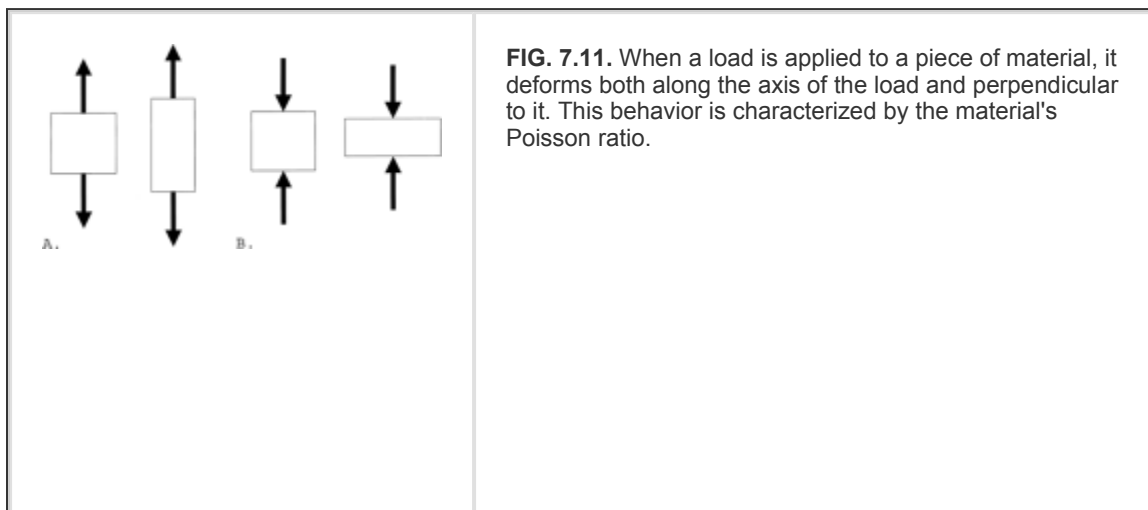 FIG. 7.11. When a load is applied to a piece of material, it
deforms both along the axis of the load and perpendicular
to it. This behavior is characterized by the material's
Poisson ratio.
A. B.